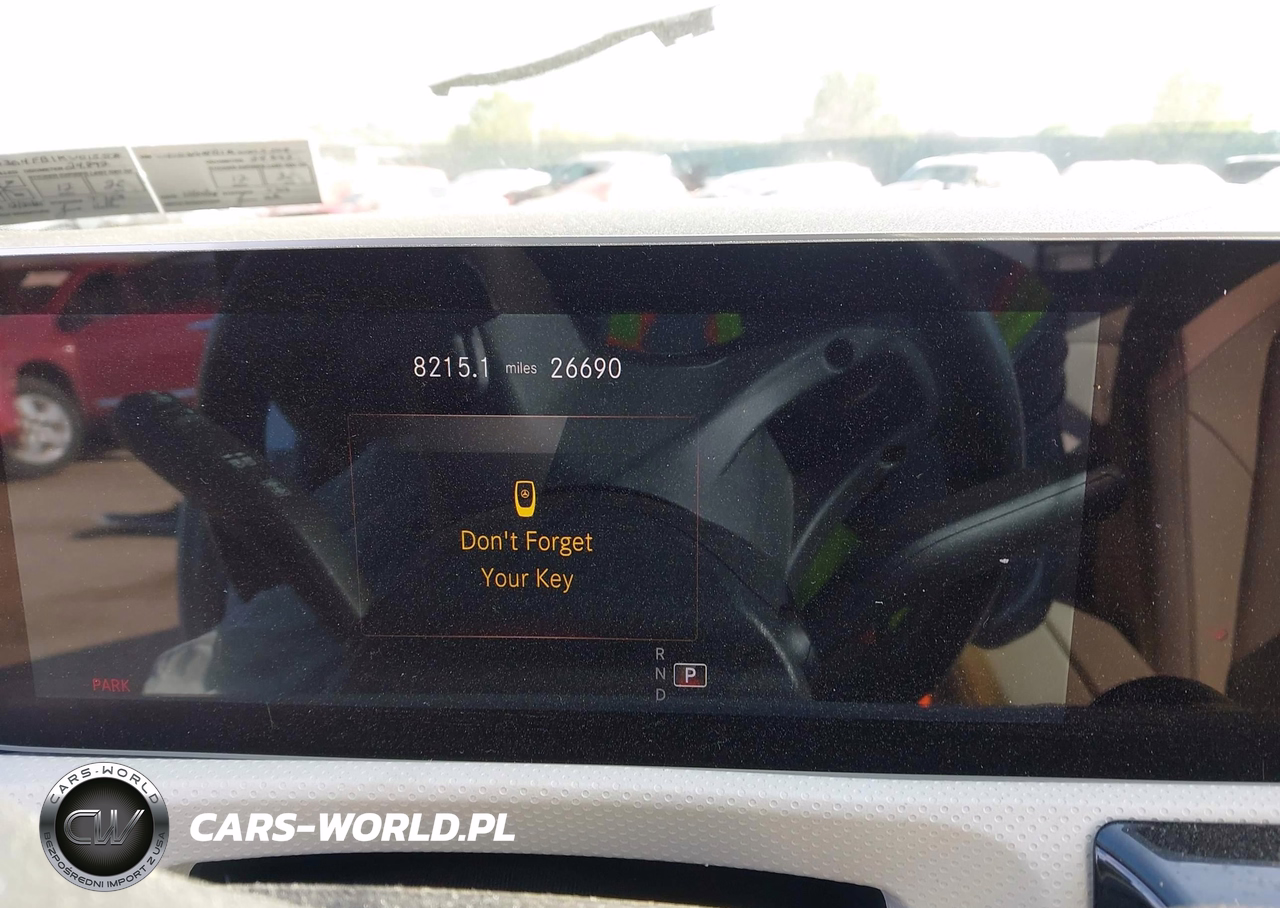 8215.1 miles 26690
Don't Forget
Your Key
R
N P
D
PARK
CARS-WORLD
CW
BEZPOŚREDNI IMPORT Z USA
CARS-WORLD.PL